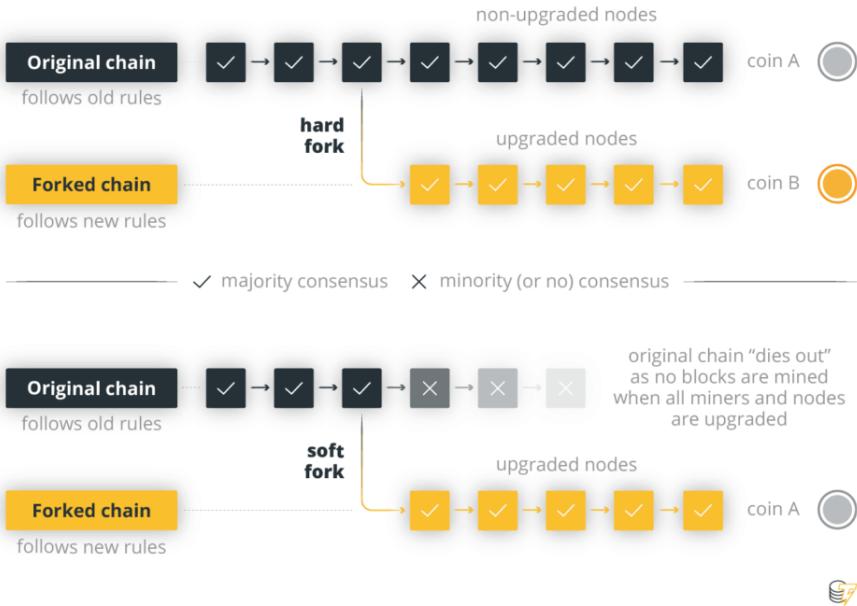 non-upgraded nodes
Original chain
coin A
follows old rules
hard
fork
upgraded nodes
Forked chain
coin B
follows new rules
majority consensus
minority (or no) consensus
original chain “dies out”
as no blocks are mined
when all miners and nodes
are upgraded
Original chain
follows old rules
soft
fork
upgraded nodes
Forked chain
coin A
follows new rules